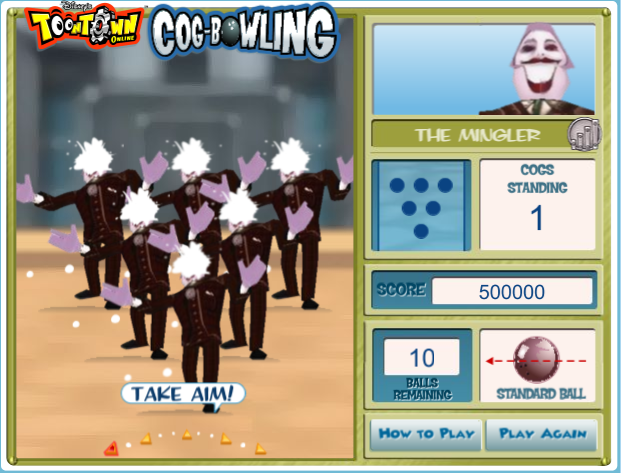 Disney's
TOONTOWN
ONLINE
COG-BOWLING
THE MINGLER
COGS
STANDING
1
SCORE
500000
10
BALLS
REMAINING
STANDARD BALL
TAKE AIM!
HOW TO PLAY
PLAY AGAIN